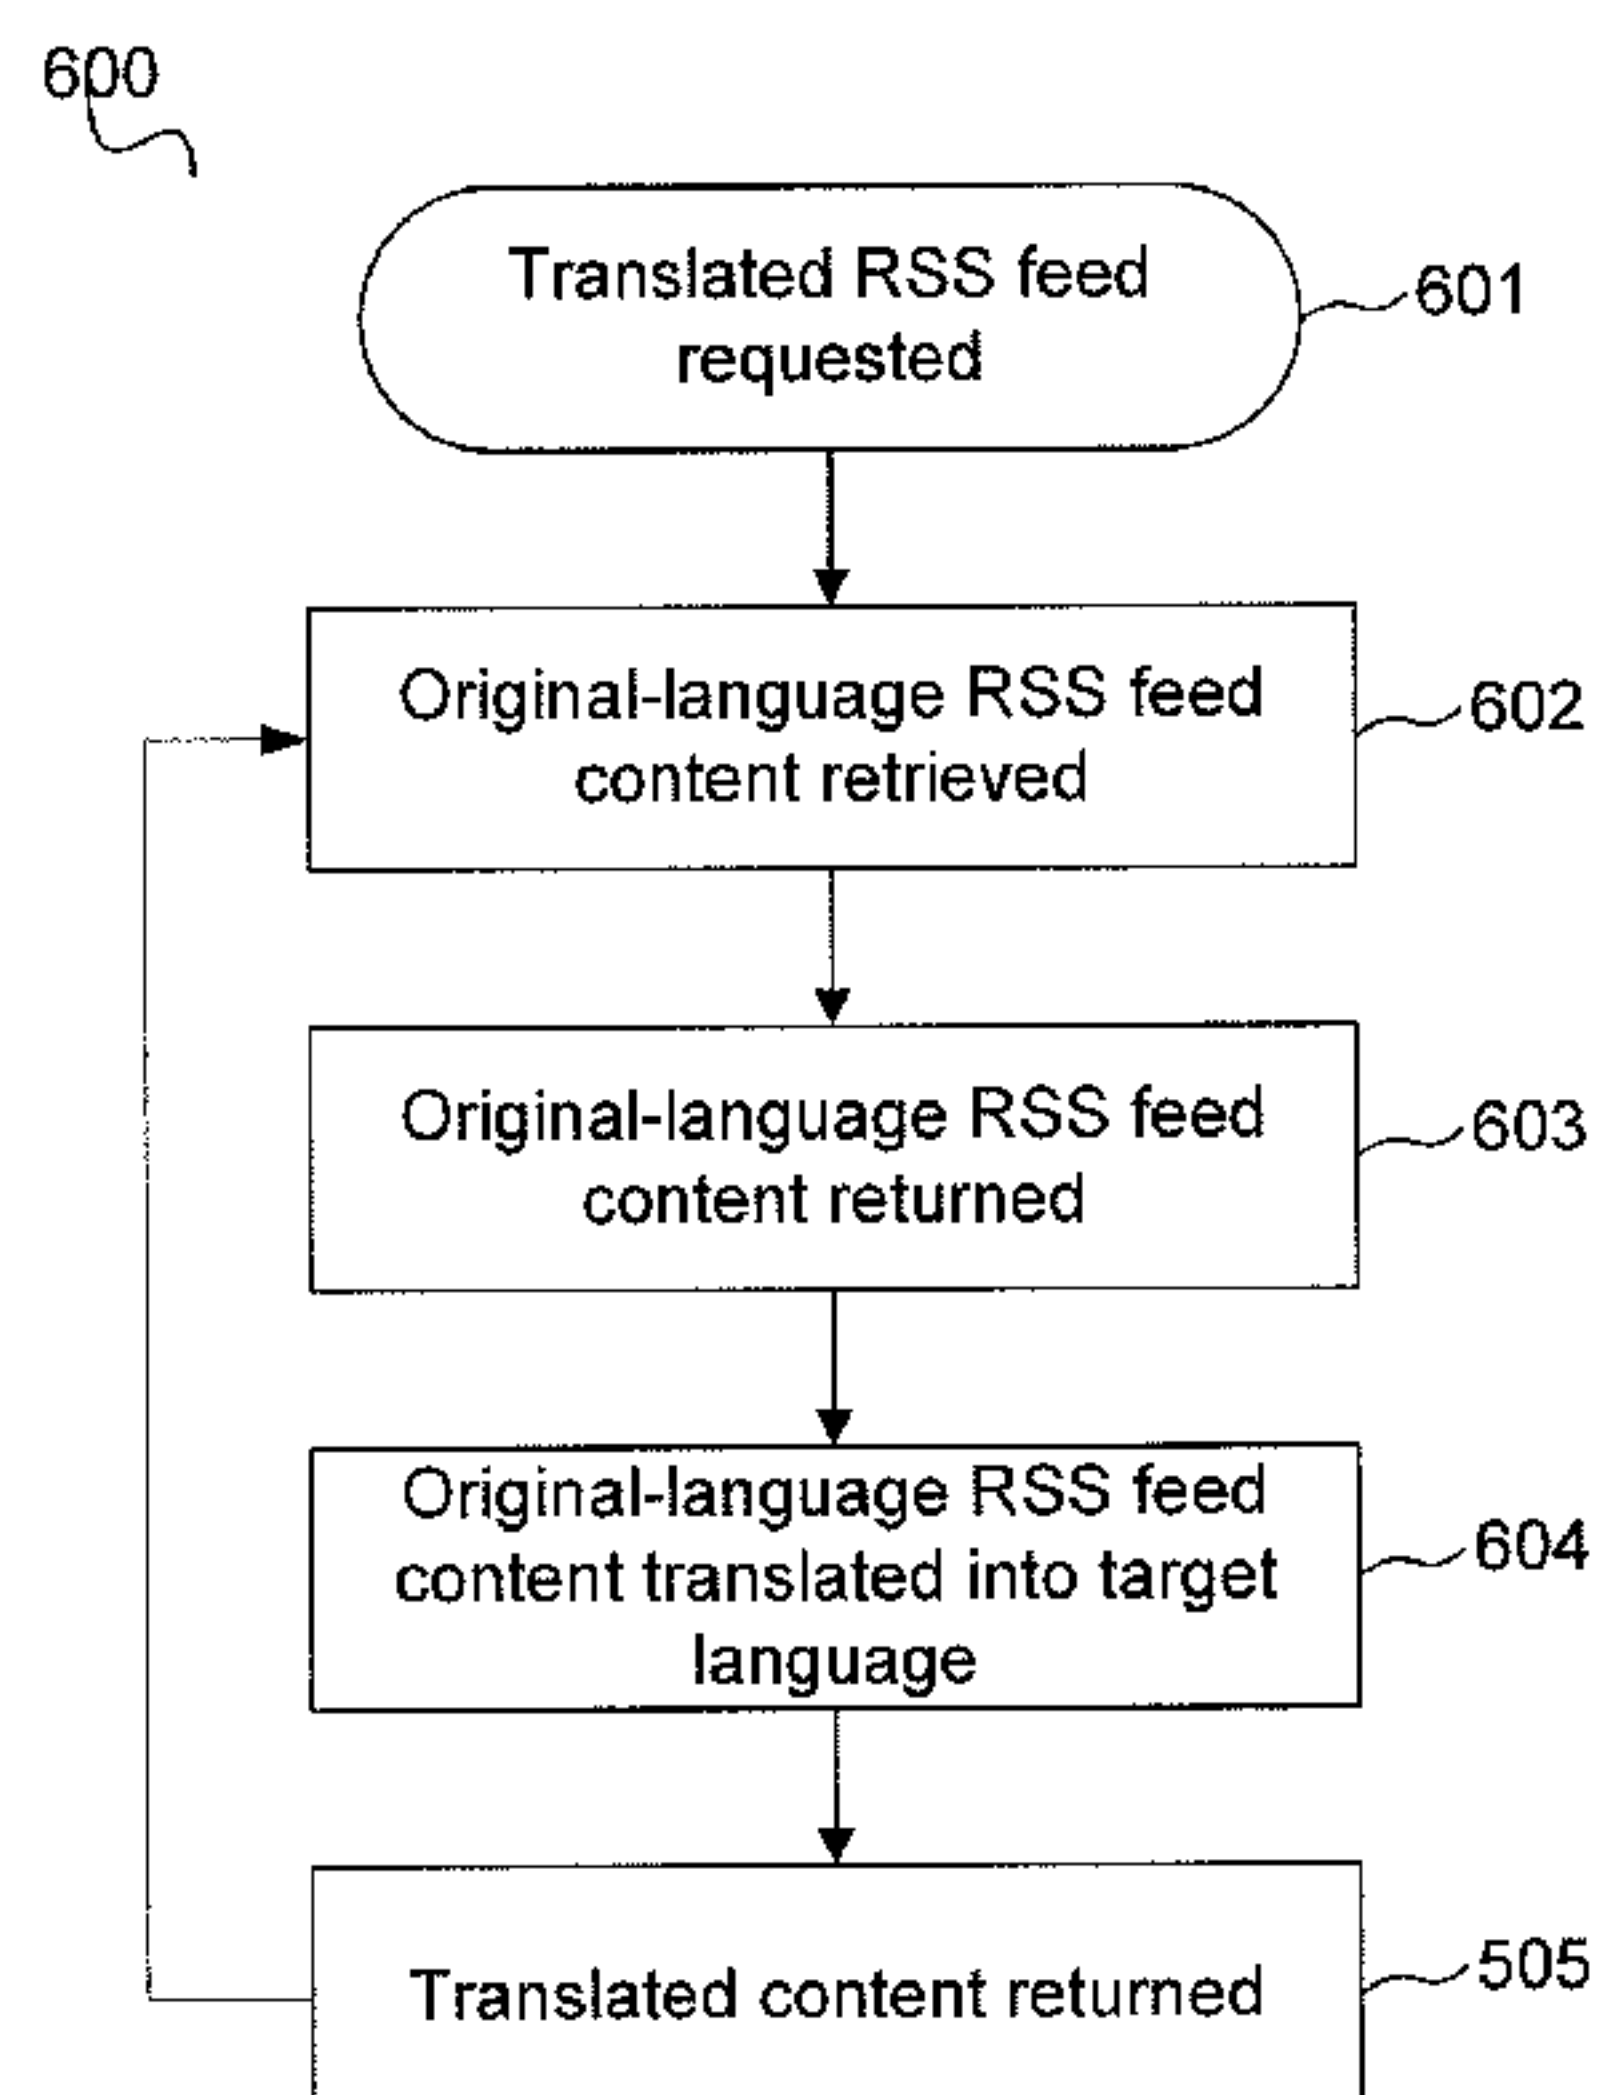 600
Translated RSS feed
requested
601
Original-language RSS feed
content retrieved
602
Original-language RSS feed
content returned
603
Original-language RSS feed
content translated into target
language
604
Translated content returned
505